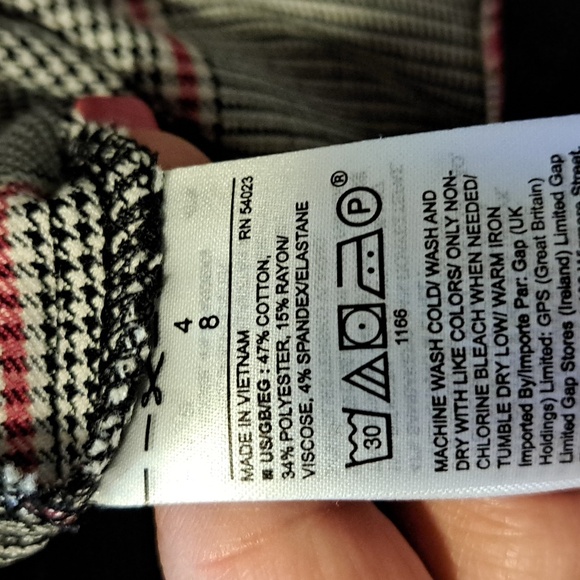 4
8
MADE IN VIETNAM RN 54023
# US/GB/EG : 47% COTTON,
34% POLYESTER, 15% RAYON/
VISCOSE, 4% SPANDEX/ELASTANE
30 P ®
1166
MACHINE WASH COLD/ WASH AND
DRY WITH LIKE COLORS/ ONLY NON-
CHLORINE BLEACH WHEN NEEDED/
TUMBLE DRY LOW/ WARM IRON
Imported By/Importe Par: Gap (UK
Holdings) Limited: GPS (Great Britain)
Limited Gap Stores (Ireland) Limited Gap
Street,